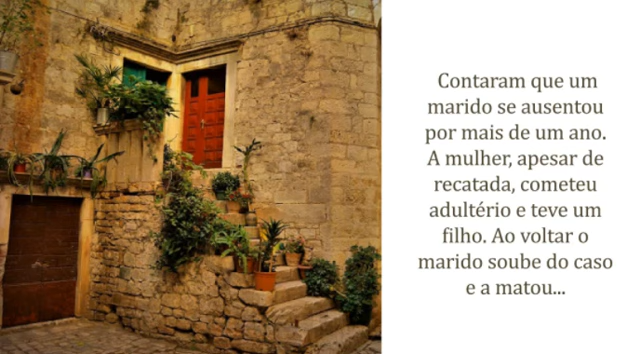 Contaram que um
marido se ausentou
por mais de um ano.
A mulher, apesar de
recatada, cometeu
adultério e teve um
filho. Ao voltar o
marido soube do caso
e a matou...